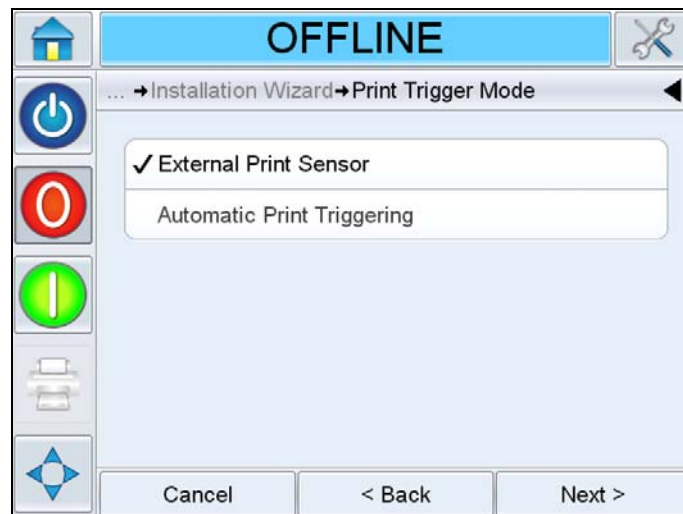 OFFLINE
... →Installation Wizard→Print Trigger Mode
✓ External Print Sensor
Automatic Print Triggering
Cancel
< Back
Next >